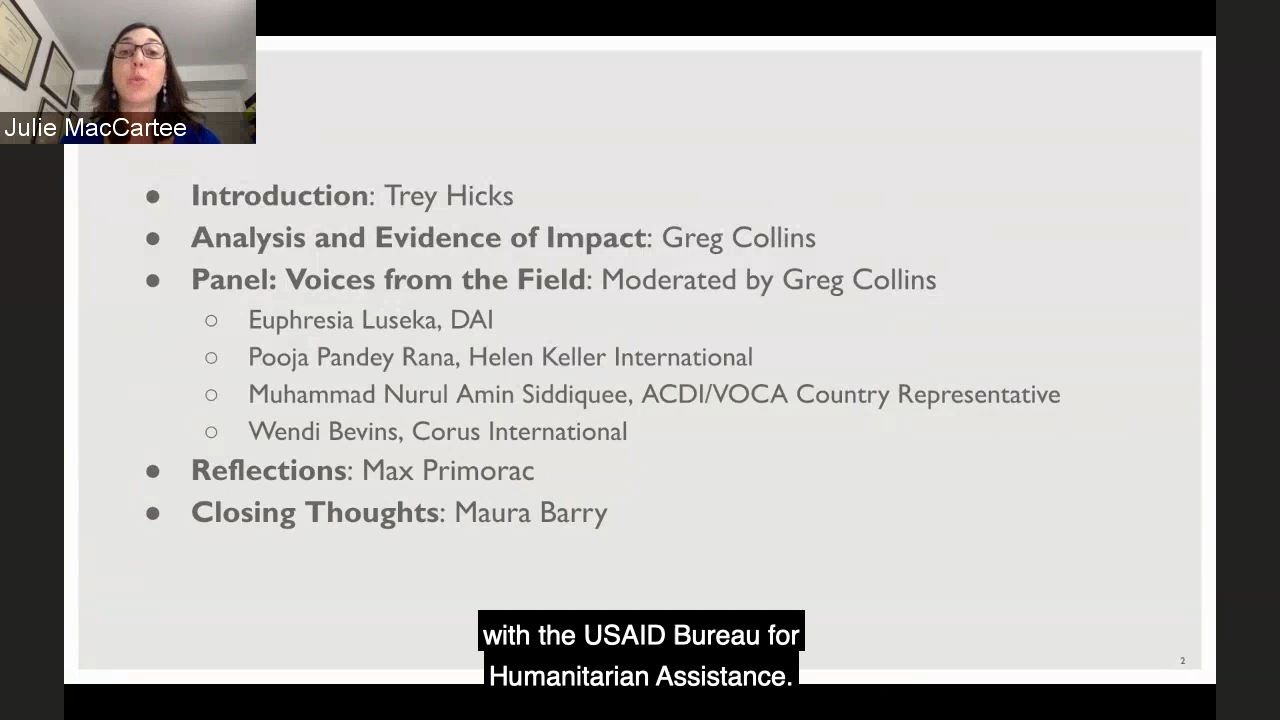 Julie MacCartee
● Introduction: Trey Hicks
● Analysis and Evidence of Impact: Greg Collins
● Panel: Voices from the Field: Moderated by Greg Collins
○ Euphresia Luseka, DAI
○ Pooja Pandey Rana, Helen Keller International
○ Muhammad Nurul Amin Siddiquee, ACDI/VOCA Country Representative
○ Wendi Bevins, Corus International
● Reflections: Max Primorac
● Closing Thoughts: Maura Barry
with the USAID Bureau for
Humanitarian Assistance.
2